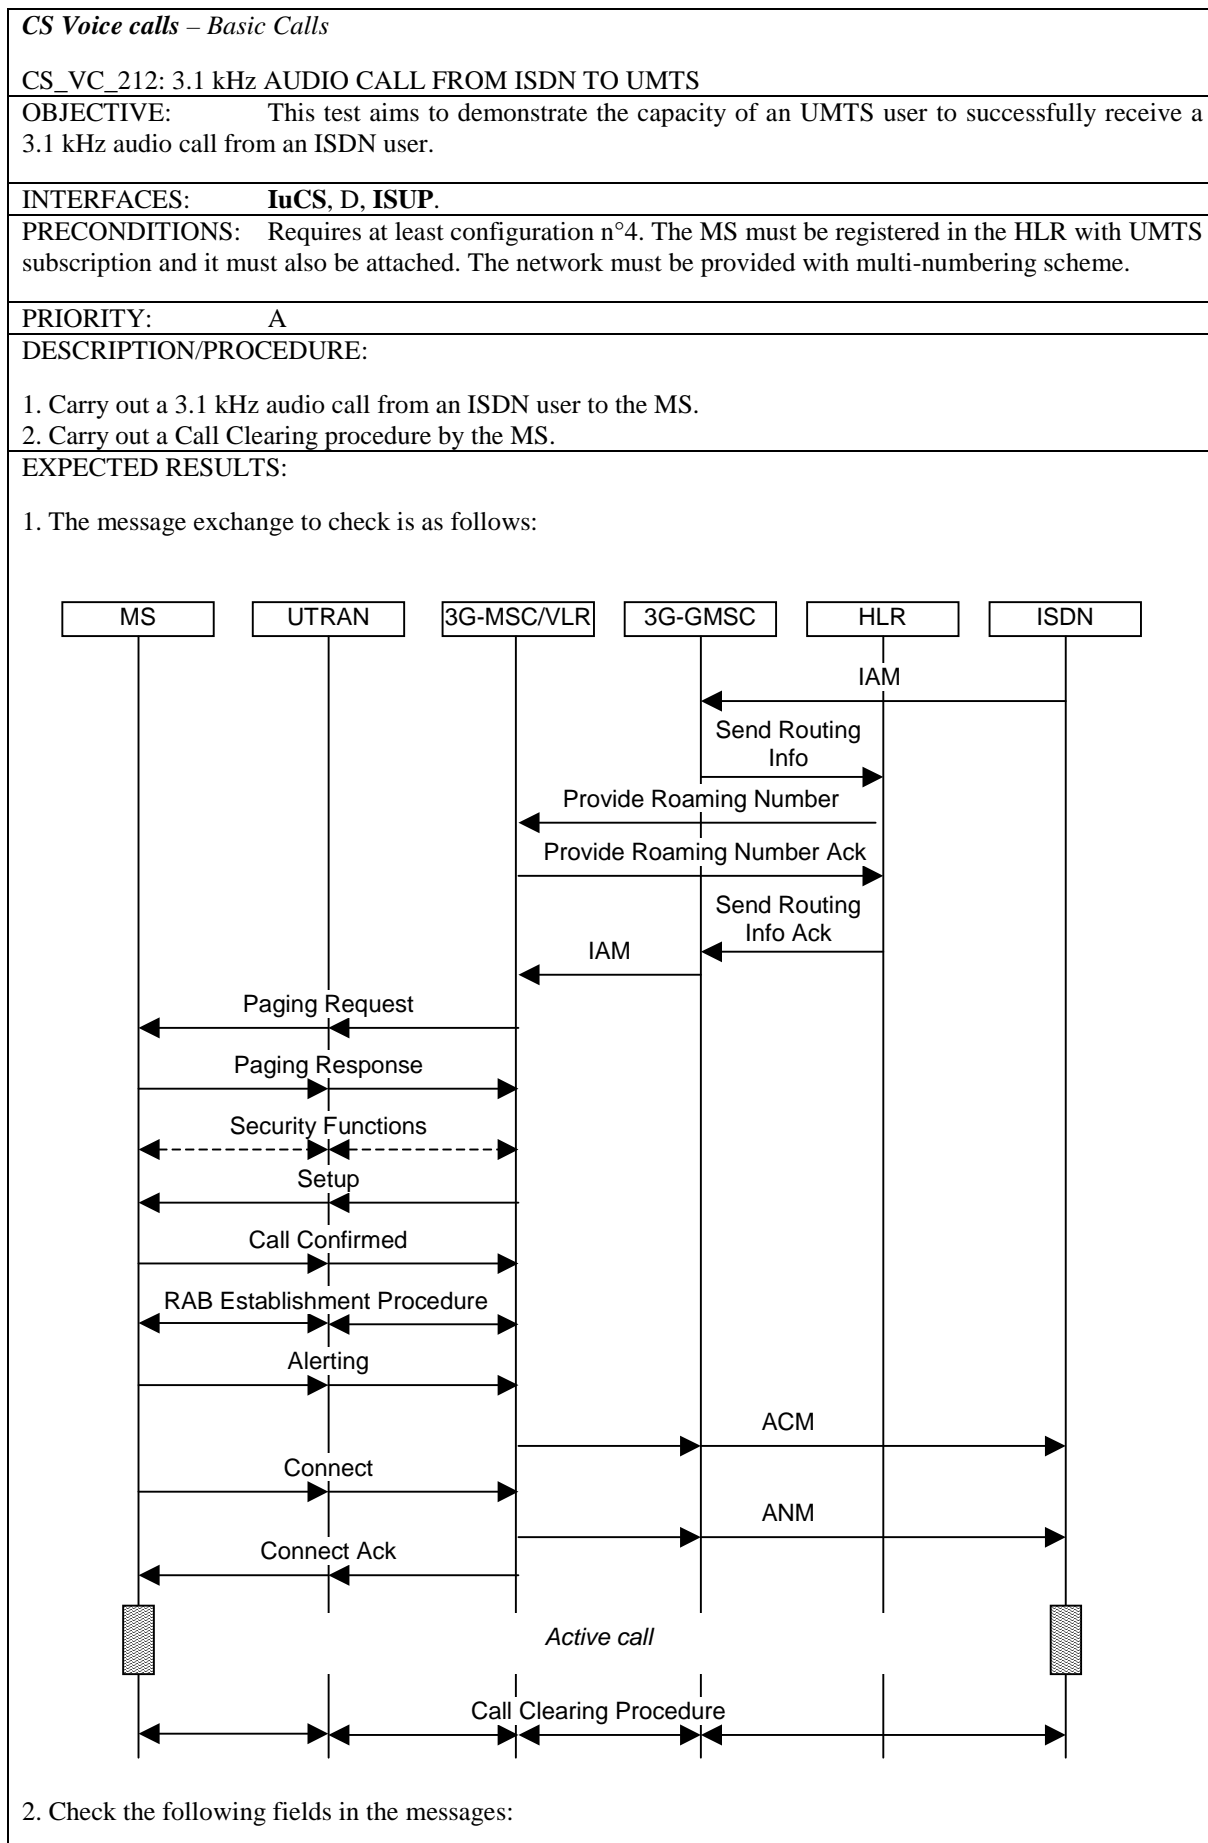 CS Voice calls – Basic Calls
CS_VC_212: 3.1 kHz AUDIO CALL FROM ISDN TO UMTS
OBJECTIVE: This test aims to demonstrate the capacity of an UMTS user to successfully receive a
3.1 kHz audio call from an ISDN user.
INTERFACES: IuCS, D, ISUP.
PRECONDITIONS: Requires at least configuration n°4. The MS must be registered in the HLR with UMTS
subscription and it must also be attached. The network must be provided with multi-numbering scheme.
PRIORITY: A
DESCRIPTION/PROCEDURE:
1. Carry out a 3.1 kHz audio call from an ISDN user to the MS.
2. Carry out a Call Clearing procedure by the MS.
EXPECTED RESULTS:
1. The message exchange to check is as follows:
MS UTRAN 3G-MSC/VLR 3G-GMSC HLR ISDN
IAM
Send Routing
Info
Provide Roaming Number
Provide Roaming Number Ack
Send Routing
Info Ack
IAM
Paging Request
Paging Response
Security Functions
Setup
Call Confirmed
RAB Establishment Procedure
Alerting
ACM
Connect
ANM
Connect Ack
Active call
Call Clearing Procedure
2. Check the following fields in the messages: